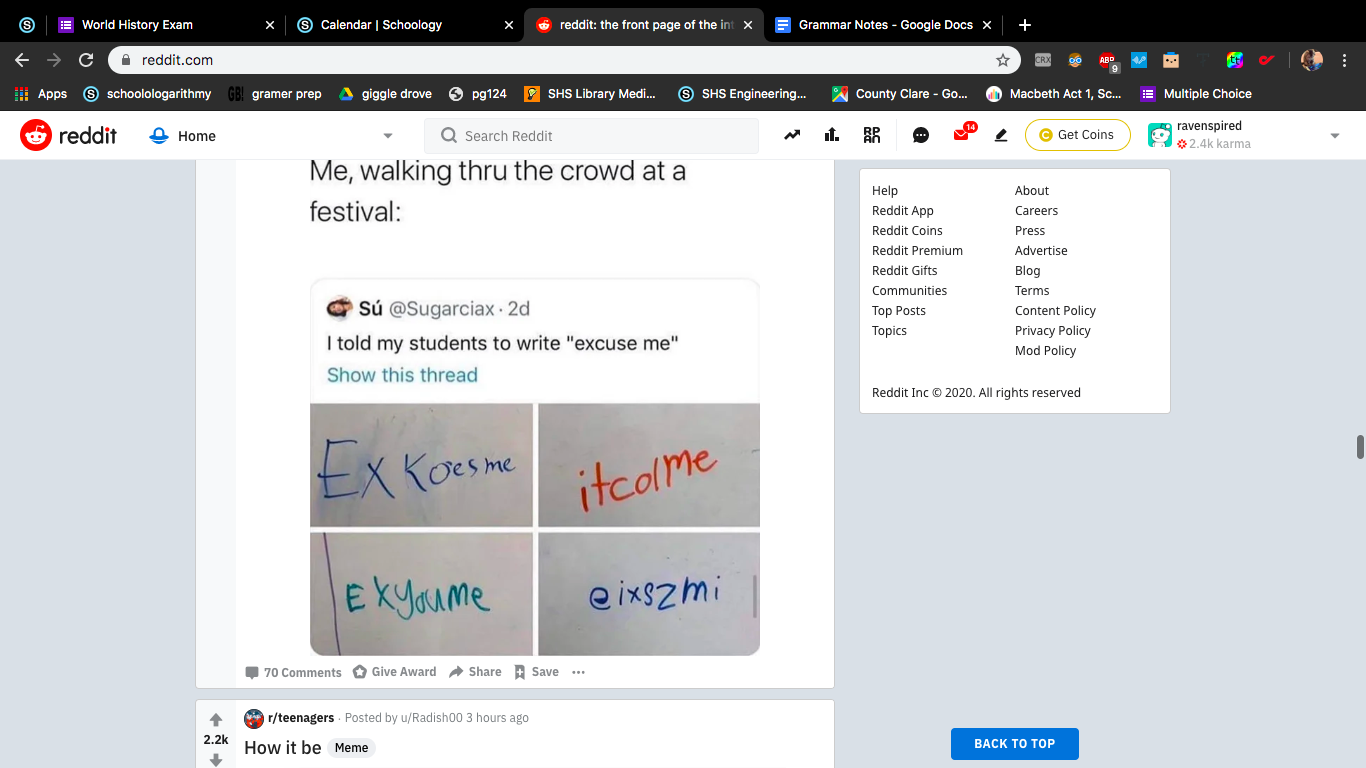 World History Exam
Calendar | Schoology
reddit: the front page of the int
Grammar Notes - Google Docs
reddit.com
CRX
ABP
9
Apps
schoolologarithmy
GB!
gramer prep
giggle drove
pg124
SHS Library Medi...
SHS Engineering...
County Clare - Go...
Macbeth Act 1, Sc...
Multiple Choice
reddit
Home
Search Reddit
RPAN
14
Get Coins
ravenspired
2.4k karma
Me, walking thru the crowd at a
festival:
Sú @Sugarciax · 2d
I told my students to write "excuse me"
Show this thread
Ex Koesme
itcolme
Exyoume
eixszmi
70 Comments
Give Award
Share
Save
r/teenagers · Posted by u/Radish00 3 hours ago
2.2k
How it be
Meme
Help
Reddit App
Reddit Coins
Reddit Premium
Reddit Gifts
Communities
Top Posts
Topics
About
Careers
Press
Advertise
Blog
Terms
Content Policy
Privacy Policy
Mod Policy
Reddit Inc © 2020. All rights reserved
BACK TO TOP